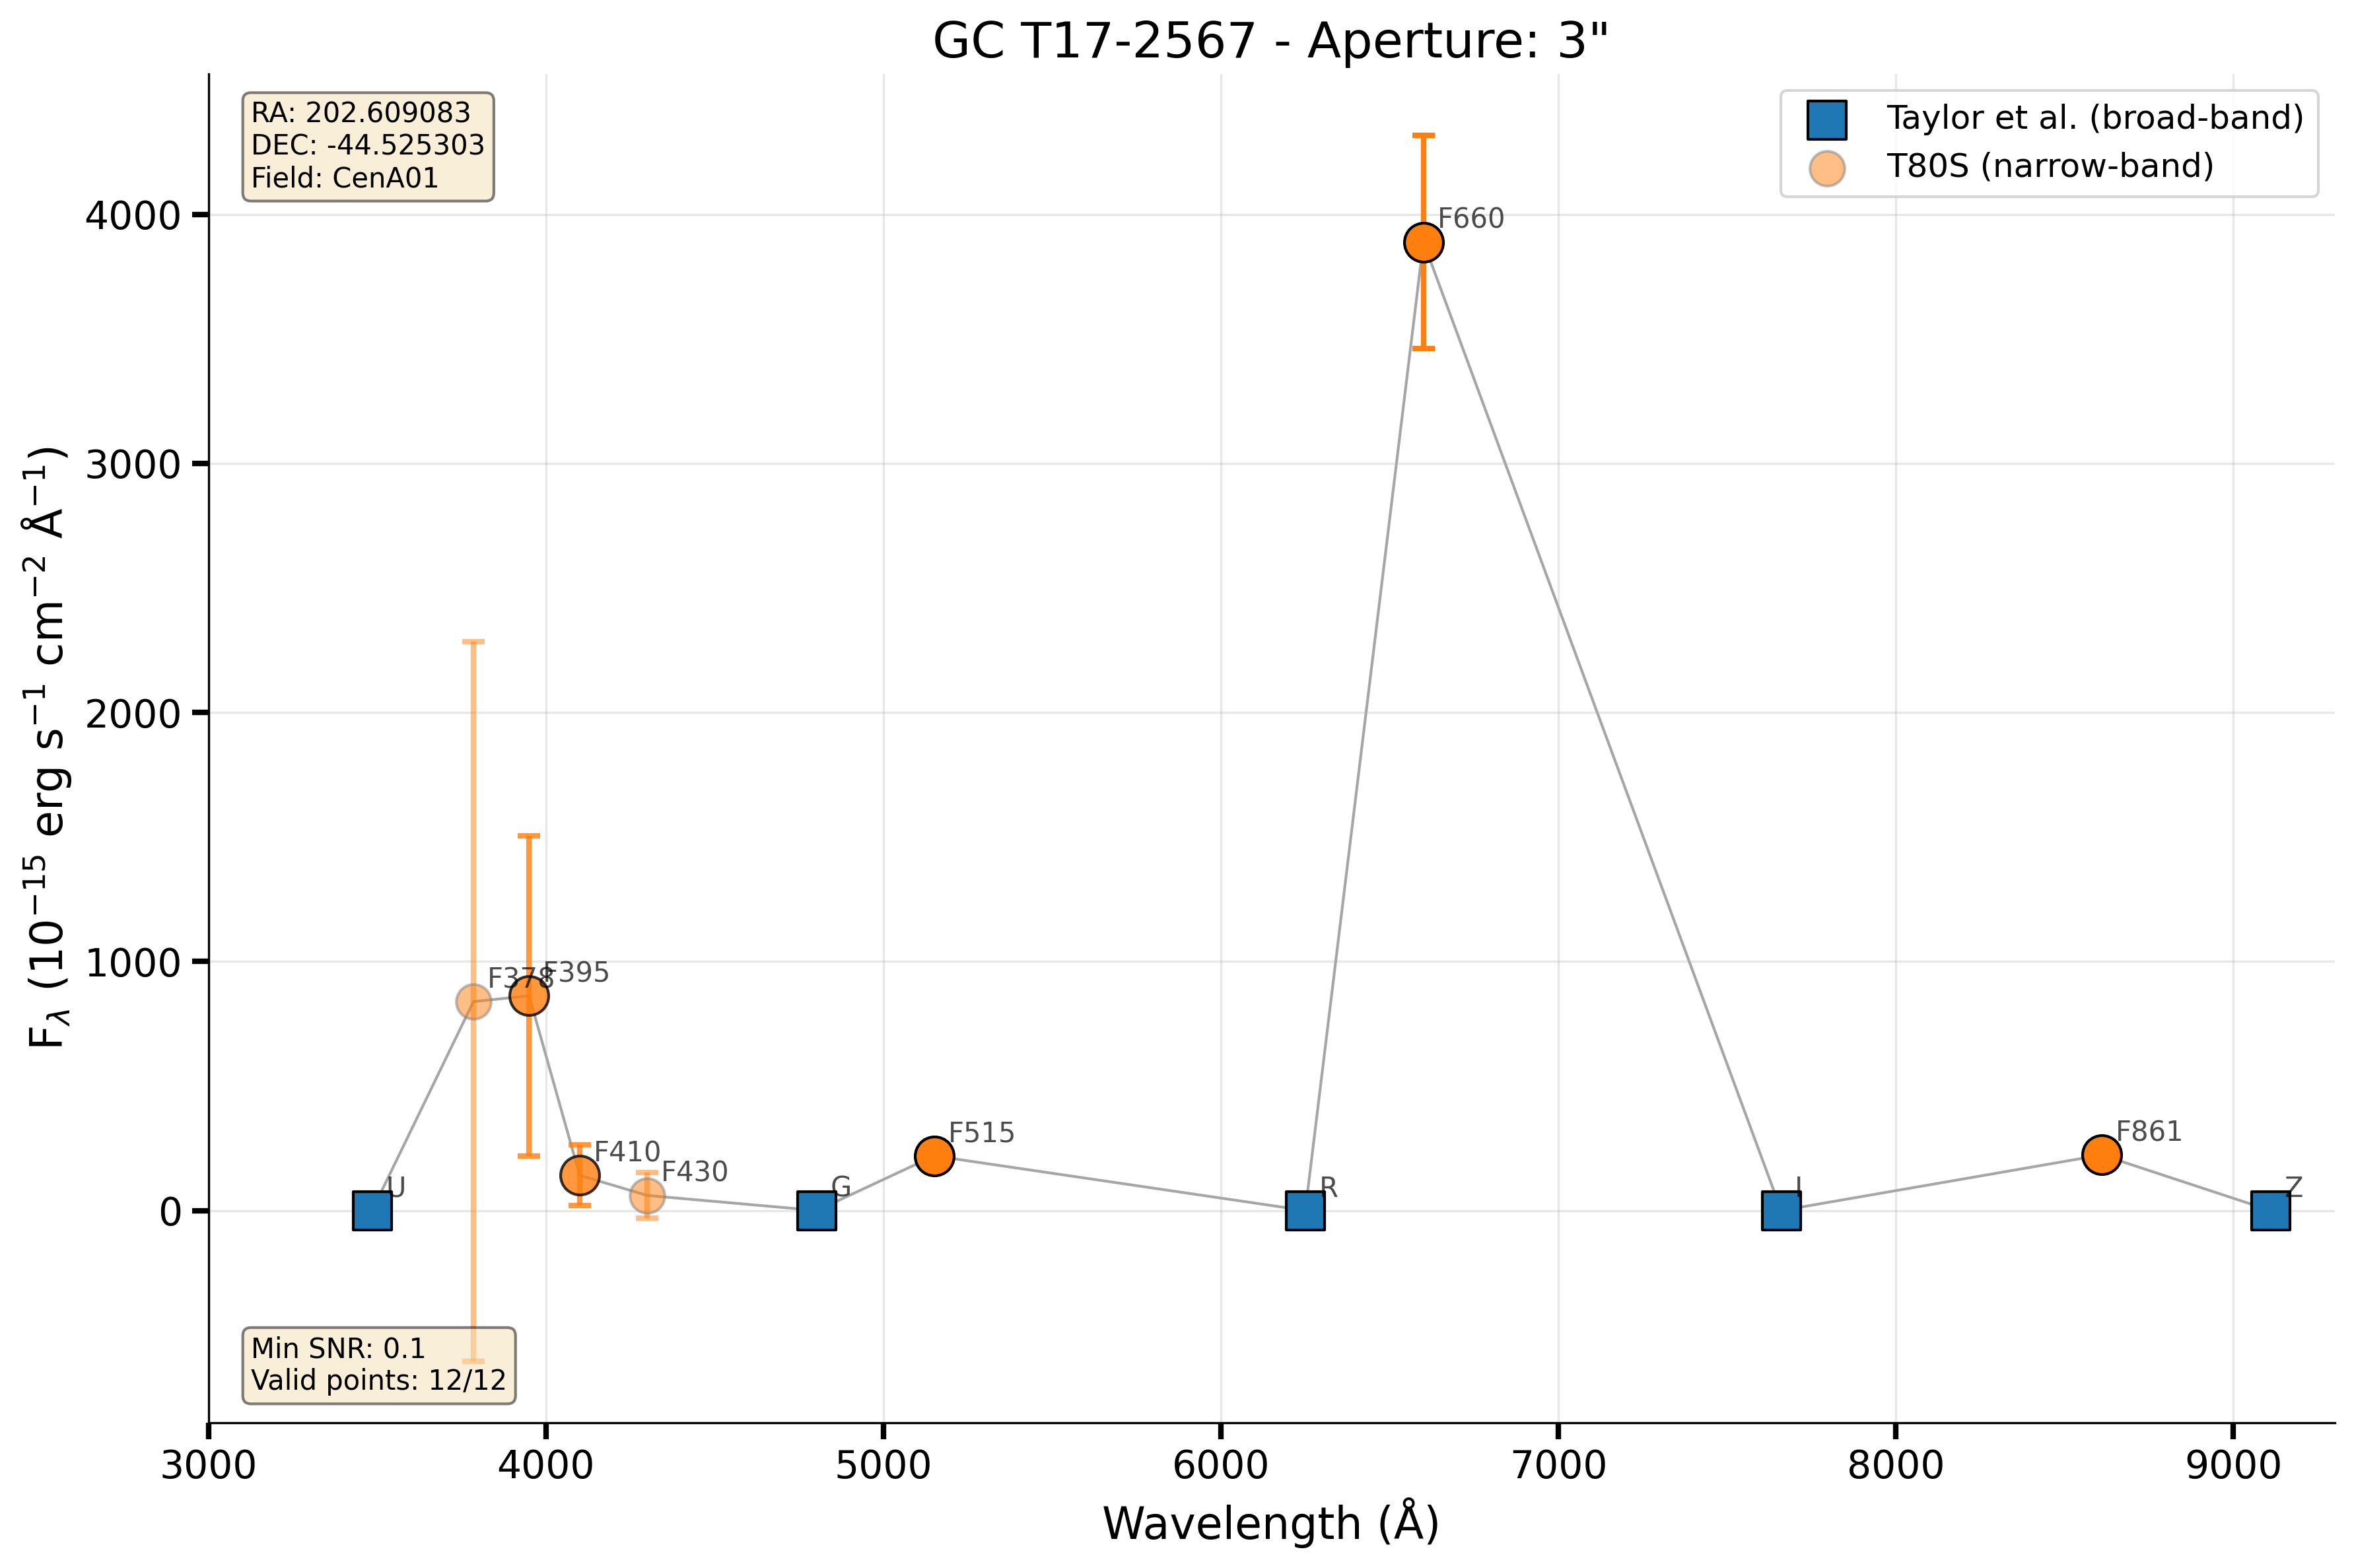 GC T17-2567 - Aperture: 3"
RA: 202.609083
DEC: -44.525303
Field: CenA01
Taylor et al. (broad-band)
T80S (narrow-band)
F660
F378
F395
F410
F430
F515
F861
U
G
R
I
Z
Min SNR: 0.1
Valid points: 12/12
4000
3000
2000
1000
0
3000 4000 5000 6000 7000 8000 9000
Wavelength (Å)
Fλ (10⁻¹⁵ erg s⁻¹ cm⁻² Å⁻¹)